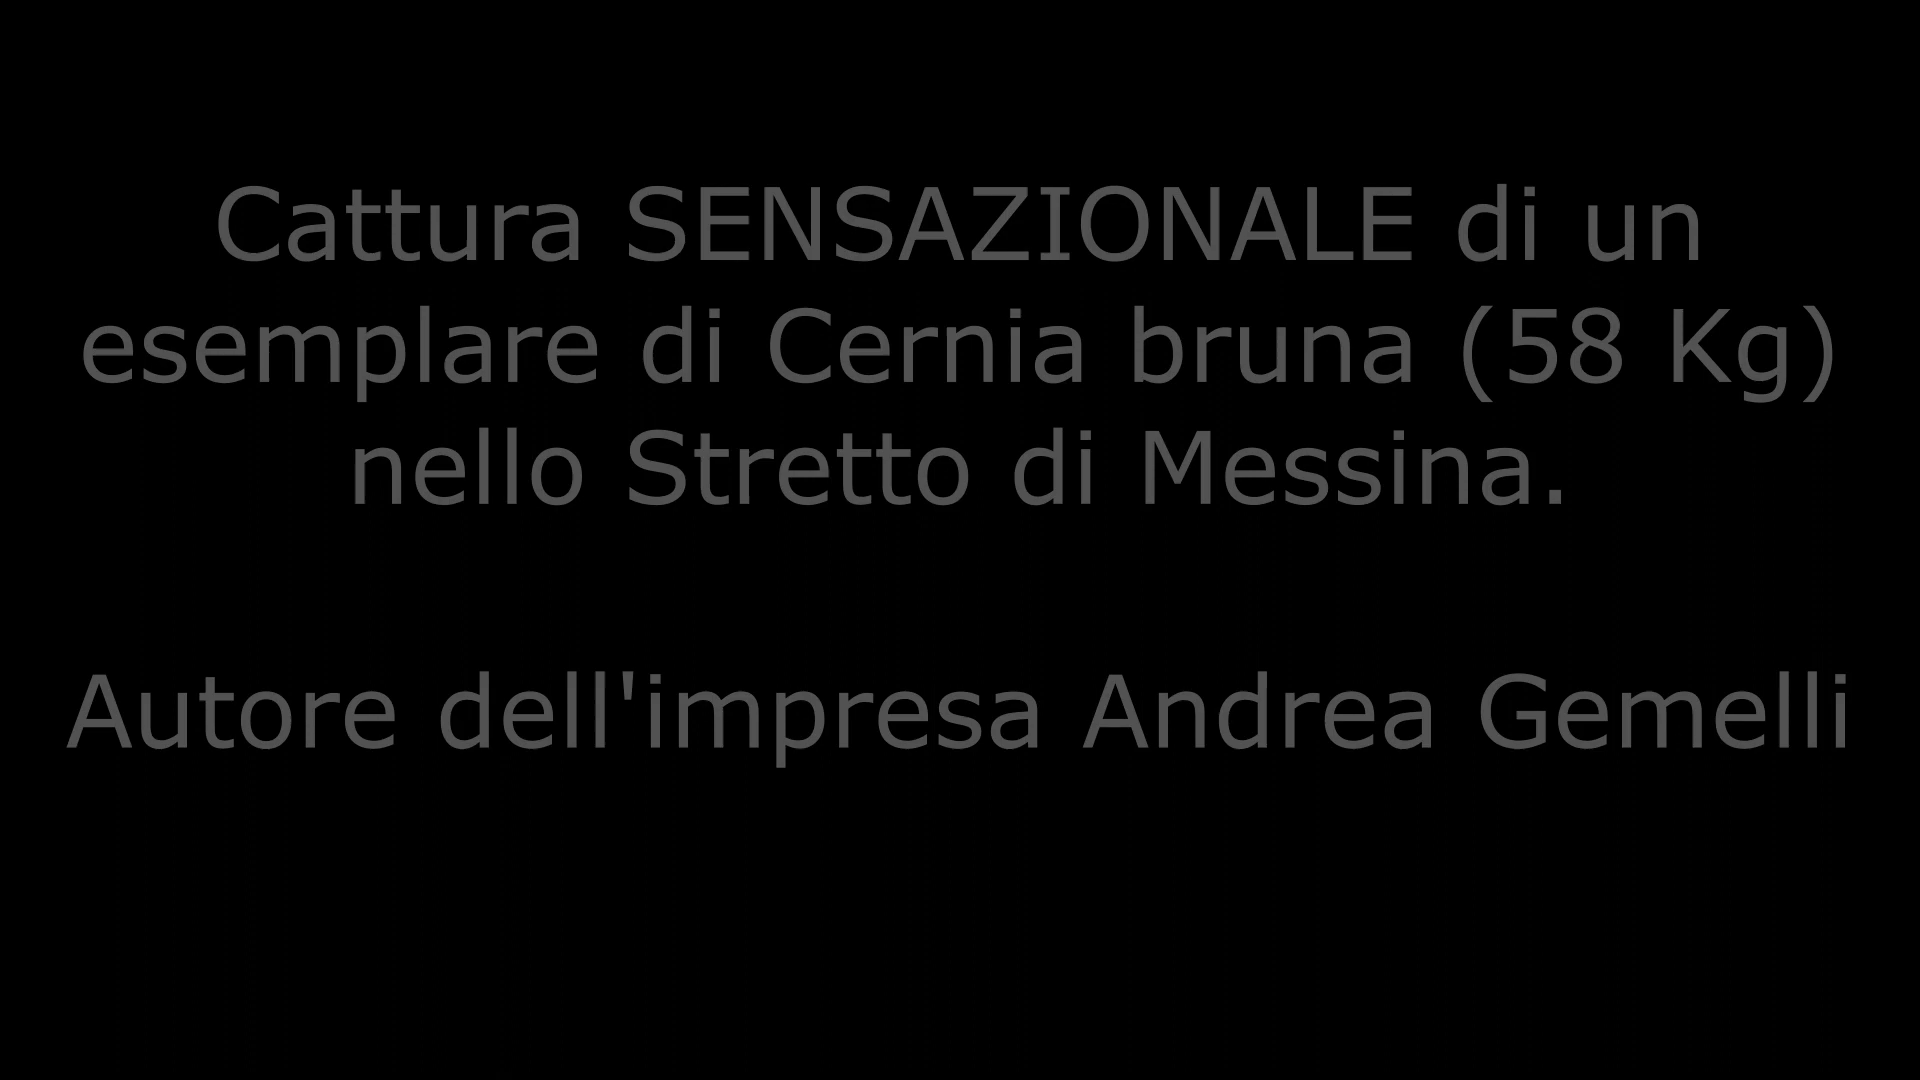 Cattura SENSAZIONALE di un
esemplare di Cernia bruna (58 Kg)
nello Stretto di Messina.
Autore dell'impresa Andrea Gemelli